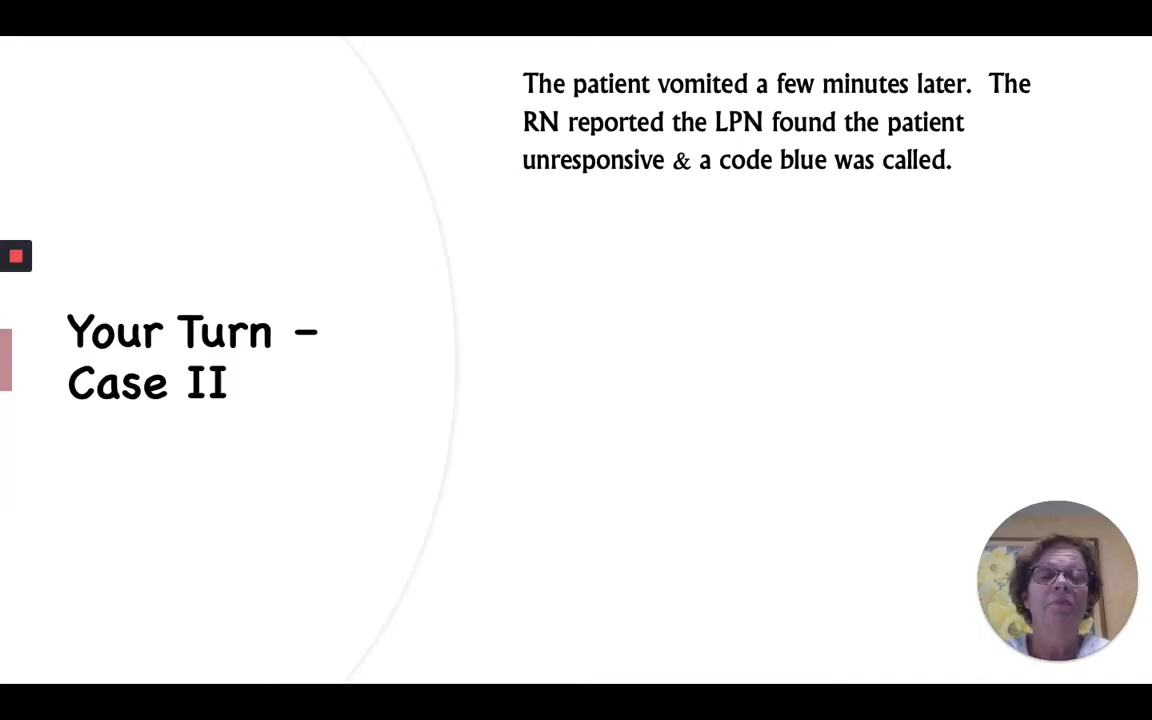 The patient vomited a few minutes later.  The
RN reported the LPN found the patient
unresponsive & a code blue was called.
Your Turn –
Case II